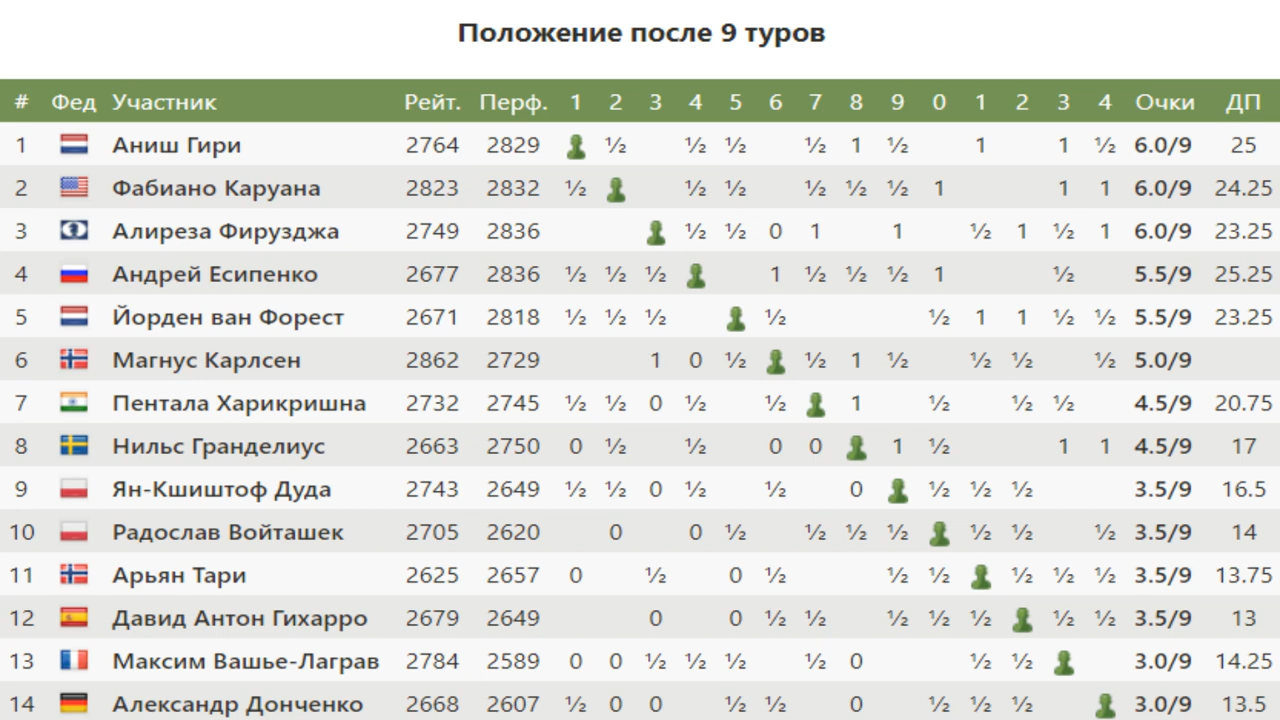 Положение после 9 туров
# Фед Участник Рейт. Перф. 1 2 3 4 5 6 7 8 9 0 1 2 3 4 Очки ДП
1 Аниш Гири 2764 2829 ½ ½ ½ ½ 1 ½ 1 1 ½ 6.0/9 25
2 Фабиано Каруана 2823 2832 ½ ½ ½ ½ ½ ½ 1 1 1 6.0/9 24.25
3 Алиреза Фирузджа 2749 2836 ½ ½ 0 1 1 ½ 1 ½ 1 6.0/9 23.25
4 Андрей Есипенко 2677 2836 ½ ½ ½ 1 ½ ½ ½ 1 ½ 5.5/9 25.25
5 Йорден ван Форест 2671 2818 ½ ½ ½ ½ ½ 1 1 ½ ½ 5.5/9 23.25
6 Магнус Карлсен 2862 2729 1 0 ½ ½ 1 ½ ½ ½ ½ 5.0/9
7 Пентала Харикришна 2732 2745 ½ ½ 0 ½ ½ 1 ½ ½ ½ 4.5/9 20.75
8 Нильс Гранделиус 2663 2750 0 ½ ½ 0 0 1 ½ 1 1 4.5/9 17
9 Ян-Кшиштоф Дуда 2743 2649 ½ ½ 0 ½ ½ 0 ½ ½ ½ 3.5/9 16.5
10 Радослав Войташек 2705 2620 0 0 ½ ½ ½ ½ ½ ½ ½ 3.5/9 14
11 Арьян Тари 2625 2657 0 ½ 0 ½ ½ ½ ½ ½ ½ 3.5/9 13.75
12 Давид Антон Гихарро 2679 2649 0 0 ½ ½ ½ ½ ½ ½ ½ 3.5/9 13
13 Максим Вашье-Лаграв 2784 2589 0 0 ½ ½ ½ ½ 0 ½ ½ 3.0/9 14.25
14 Александр Донченко 2668 2607 ½ 0 0 ½ ½ 0 ½ ½ ½ 3.0/9 13.5